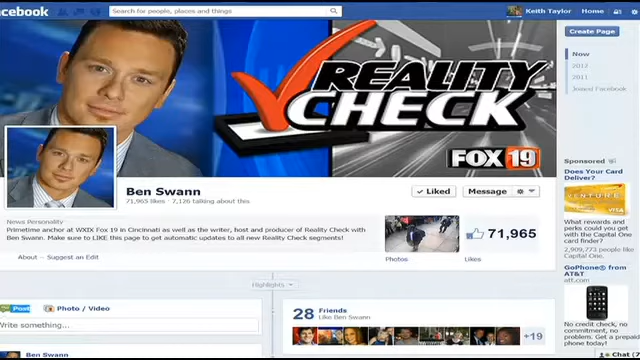 facebook
Search for people, places and things
Keith Taylor
Home
Create Page
Now
2012
2011
Joined Facebook
REALITY
CHECK
FOX 19
Ben Swann
71,965 likes · 7,126 talking about this
Liked
Message
News Personality
Primetime anchor at WXIX Fox 19 in Cincinnati as well as the writer, host and producer of Reality Check with
Ben Swann. Make sure to LIKE this page to get automatic updates to all new Reality Check segments!
About - Suggest an Edit
Photos
71,965
Likes
Highlights
Sponsored
Does Your Card
Deliver?
VENTURE
What rewards and
perks could you get
with the Capital One
card finder?
2,909,773 people like
Capital One.
GoPhone® from
AT&T
att.com
No credit check, no
commitment, no
problem. Get a prepaid
phone today!
Chat
Post
Photo / Video
Write something...
28
Friends
Like Ben Swann
+19
Ben Swann